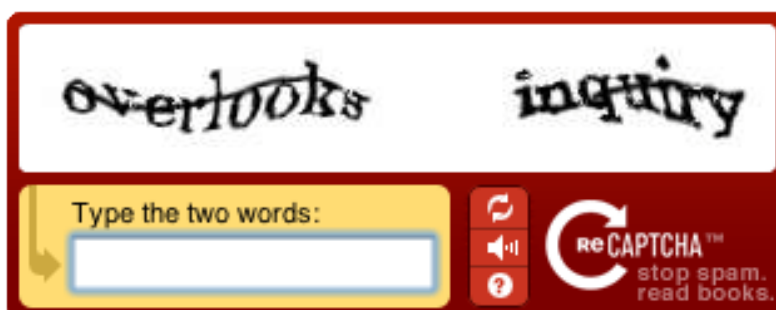 overlooks inquiry
Type the two words:
ReCAPTCHA™
stop spam.
read books.